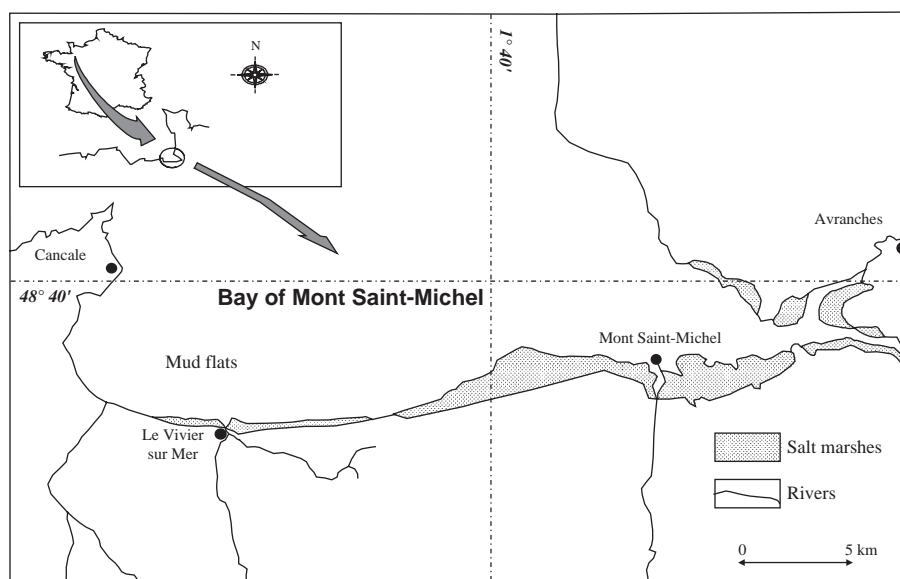 N
1° 40'
Avranches
Cancale
48° 40'
Bay of Mont Saint-Michel
Mont Saint-Michel
Mud flats
Le Vivier
sur Mer
Salt marshes
Rivers
0 5 km